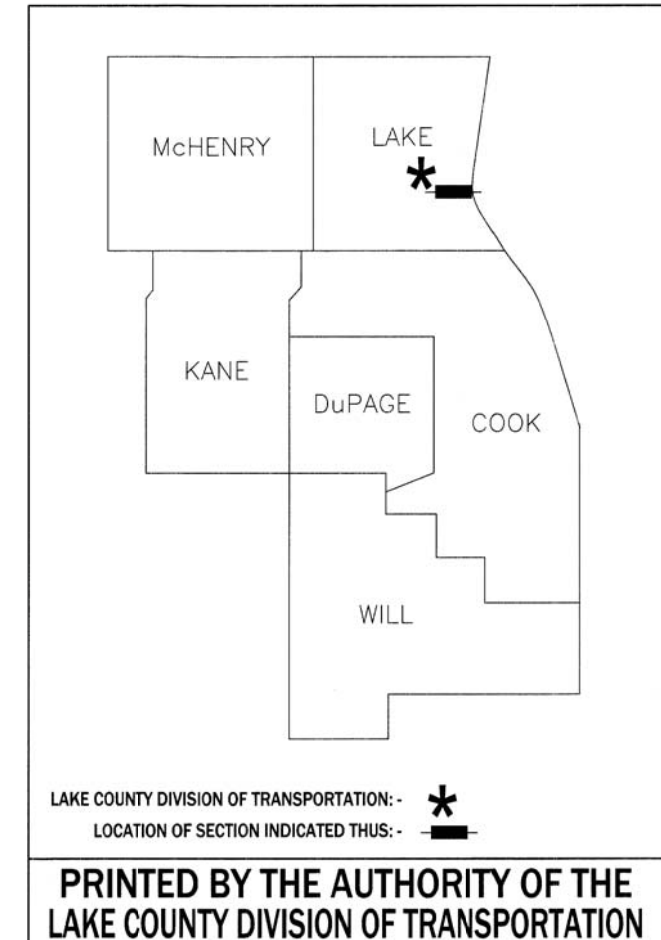 McHENRY
LAKE
*
KANE
DuPAGE
COOK
WILL
LAKE COUNTY DIVISION OF TRANSPORTATION: - *
LOCATION OF SECTION INDICATED THUS: -
PRINTED BY THE AUTHORITY OF THE
LAKE COUNTY DIVISION OF TRANSPORTATION